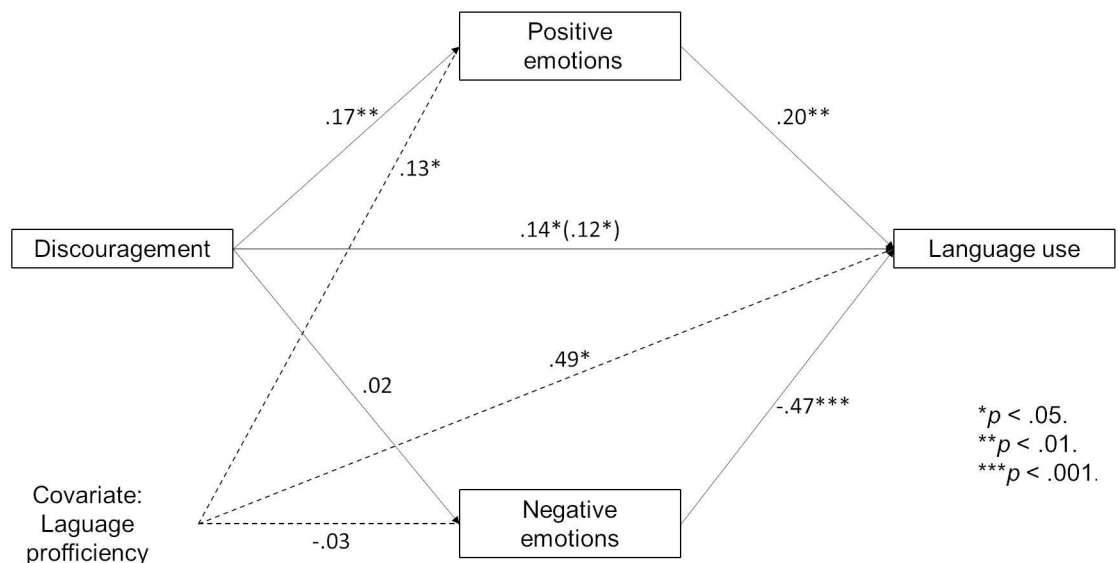 Positive
emotions
.17**
.20**
.13*
Discouragement
.14*(.12*)
Language use
.49*
.02
-.47***
*p < .05.
**p < .01.
***p < .001.
Covariate:
Laguage
profficiency
-.03
Negative
emotions